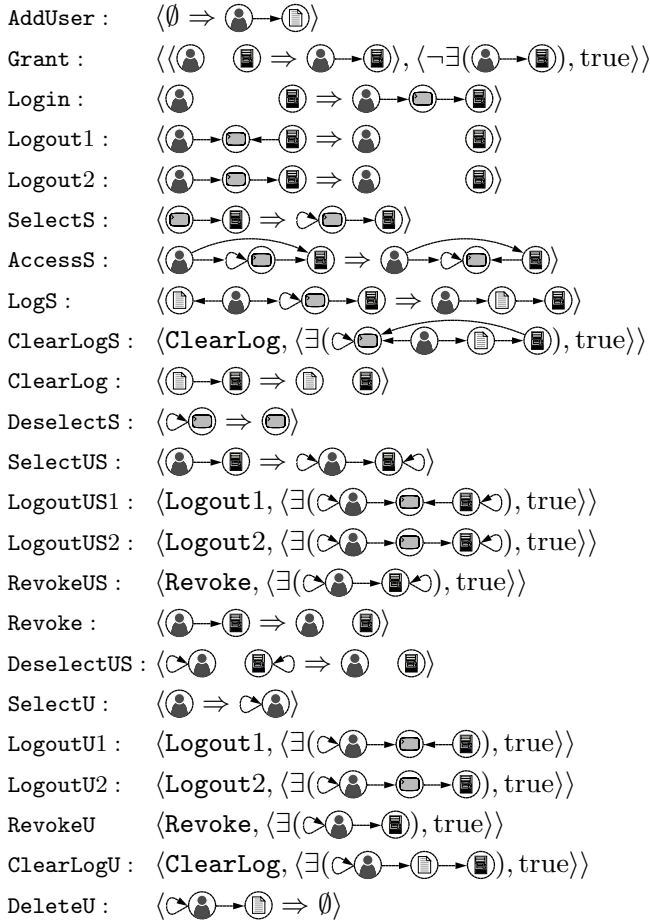 AddUser : ⟨∅ ⇒ ⟩
Grant : ⟨⟨ ⇒ ⟩, ⟨¬∃( ), true⟩⟩
Login : ⟨ ⇒ ⟩
Logout1 : ⟨ ⇒ ⟩
Logout2 : ⟨ ⇒ ⟩
SelectS : ⟨ ⇒ ⟩
AccessS : ⟨ ⇒ ⟩
LogS : ⟨ ⇒ ⟩
ClearLogS : ⟨ClearLog, ⟨∃( ), true⟩⟩
ClearLog : ⟨ ⇒ ⟩
DeselectS : ⟨ ⇒ ⟩
SelectUS : ⟨ ⇒ ⟩
LogoutUS1 : ⟨Logout1, ⟨∃( ), true⟩⟩
LogoutUS2 : ⟨Logout2, ⟨∃( ), true⟩⟩
RevokeUS : ⟨Revoke, ⟨∃( ), true⟩⟩
Revoke : ⟨ ⇒ ⟩
DeselectUS : ⟨ ⇒ ⟩
SelectU : ⟨ ⇒ ⟩
LogoutU1 : ⟨Logout1, ⟨∃( ), true⟩⟩
LogoutU2 : ⟨Logout2, ⟨∃( ), true⟩⟩
RevokeU ⟨Revoke, ⟨∃( ), true⟩⟩
ClearLogU : ⟨ClearLog, ⟨∃( ), true⟩⟩
DeleteU : ⟨ ⇒ ∅⟩